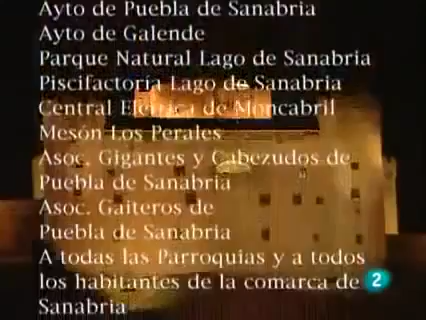 Ayto de Puebla de Sanabria
Ayto de Galende
Parque Natural Lago de Sanabria
Piscifactoría Lago de Sanabria
Central Eléctrica de Moncabril
Mesón Los Perales
Asoc. Gigantes y Cabezudos de
Puebla de Sanabria
Asoc. Gaiteros de
Puebla de Sanabria
A todas las Parroquias y a todos
los habitantes de la comarca de
Sanabria
2